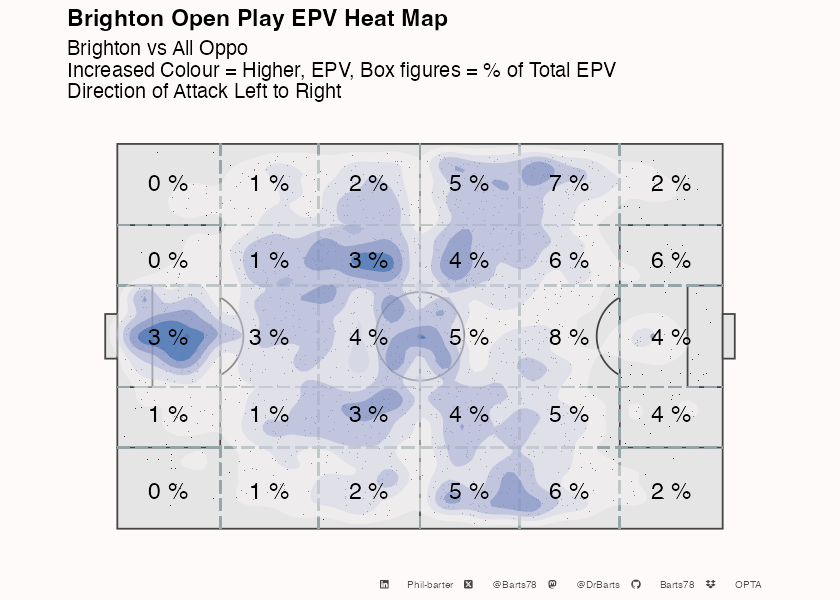 Brighton Open Play EPV Heat Map
Brighton vs All Oppo
Increased Colour = Higher, EPV, Box figures = % of Total EPV
Direction of Attack Left to Right
0 % 1 % 2 % 5 % 7 % 2 %
0 % 1 % 3 % 4 % 6 % 6 %
3 % 3 % 4 % 5 % 8 % 4 %
1 % 1 % 3 % 4 % 5 % 4 %
0 % 1 % 2 % 5 % 6 % 2 %
Phil-barter @Barts78 @DrBarts Barts78 OPTA